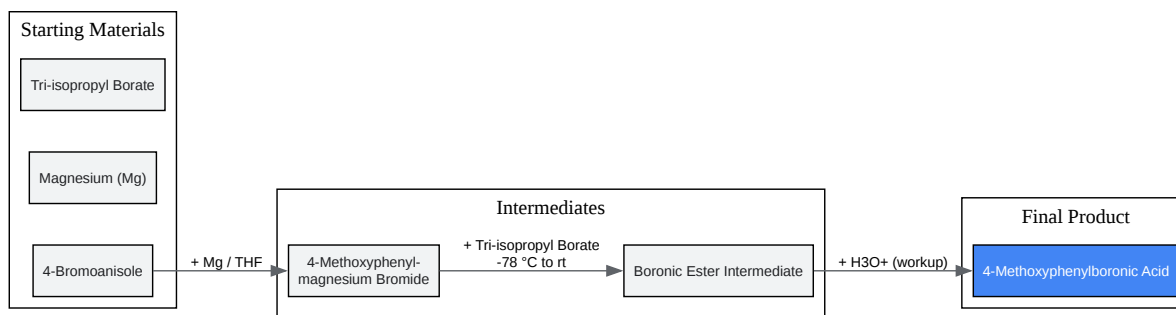 Starting Materials
Tri-isopropyl Borate
Magnesium (Mg)
4-Bromoanisole
+ Mg / THF
Intermediates
4-Methoxyphenyl-
magnesium Bromide
+ Tri-isopropyl Borate
-78 °C to rt
Boronic Ester Intermediate
+ H3O+ (workup)
Final Product
4-Methoxyphenylboronic Acid